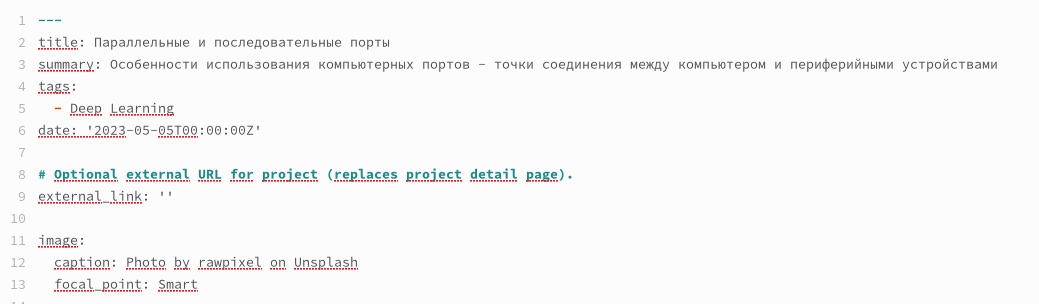 1 ---
2 title: Параллельные и последовательные порты
3 summary: Особенности использования компьютерных портов - точки соединения между компьютером и периферийными устройствами
4 tags:
5   - Deep Learning
6 date: '2023-05-05T00:00:00Z'
7
8 # Optional external URL for project (replaces project detail page).
9 external_link: ''
10
11 image:
12   caption: Photo by rawpixel on Unsplash
13   focal_point: Smart